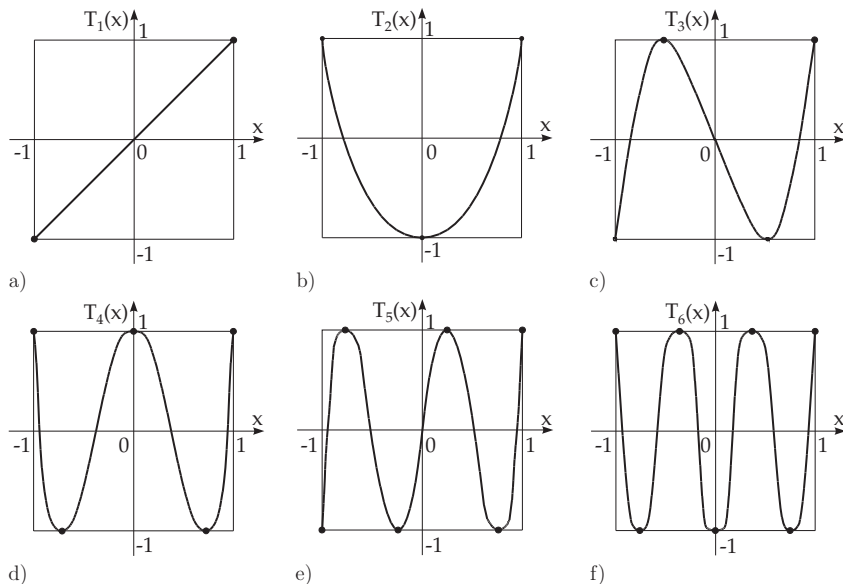 T1(x) 1 T2(x) 1 T3(x) 1
x x x
-1 0 1 -1 0 1 -1 0 1
-1 -1 -1
a) b) c)
T4(x) 1 T5(x) 1 T6(x) 1
x x x
-1 0 1 -1 0 1 -1 0 1
-1 -1 -1
d) e) f)